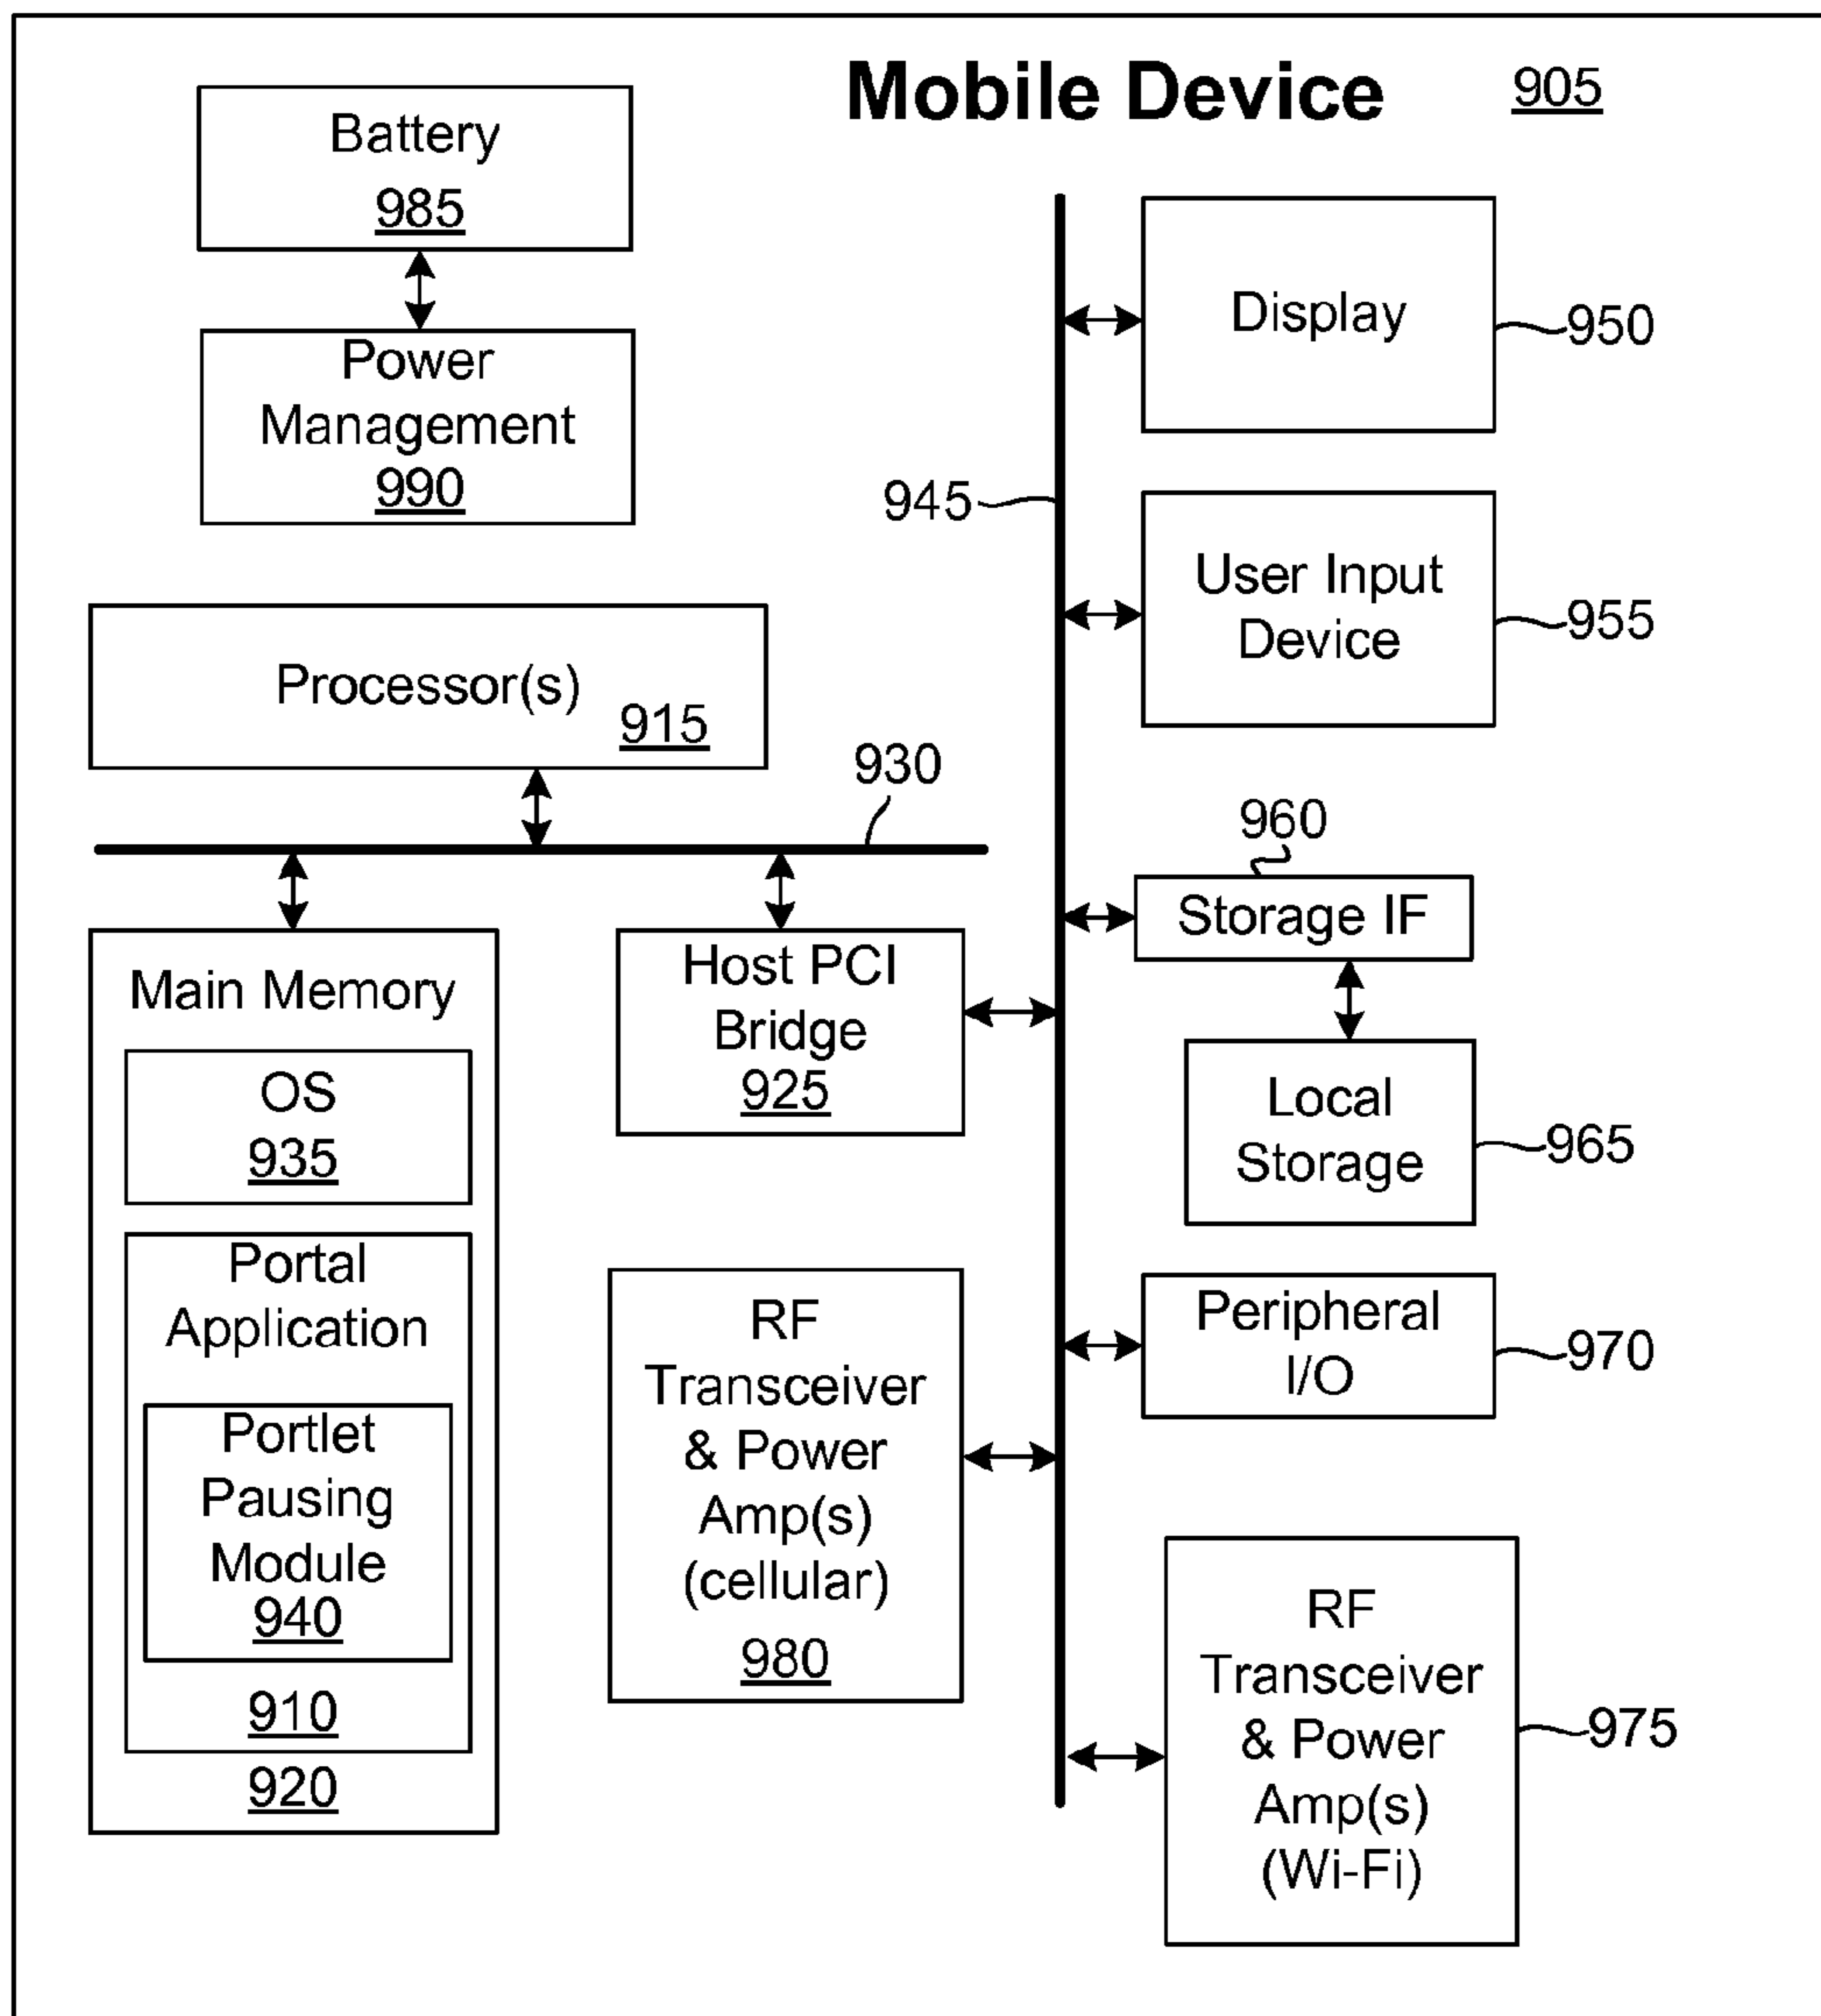 Mobile Device 905
Battery
985
Power
Management
990
Processor(s)
915
930
Main Memory
OS
935
Portal
Application
Portlet
Pausing
Module
940
910
920
Host PCI
Bridge
925
RF
Transceiver
& Power
Amp(s)
(cellular)
980
945
Display
950
User Input
Device
955
960
Storage IF
Local
Storage
965
Peripheral
I/O
970
RF
Transceiver
& Power
Amp(s)
(Wi-Fi)
975